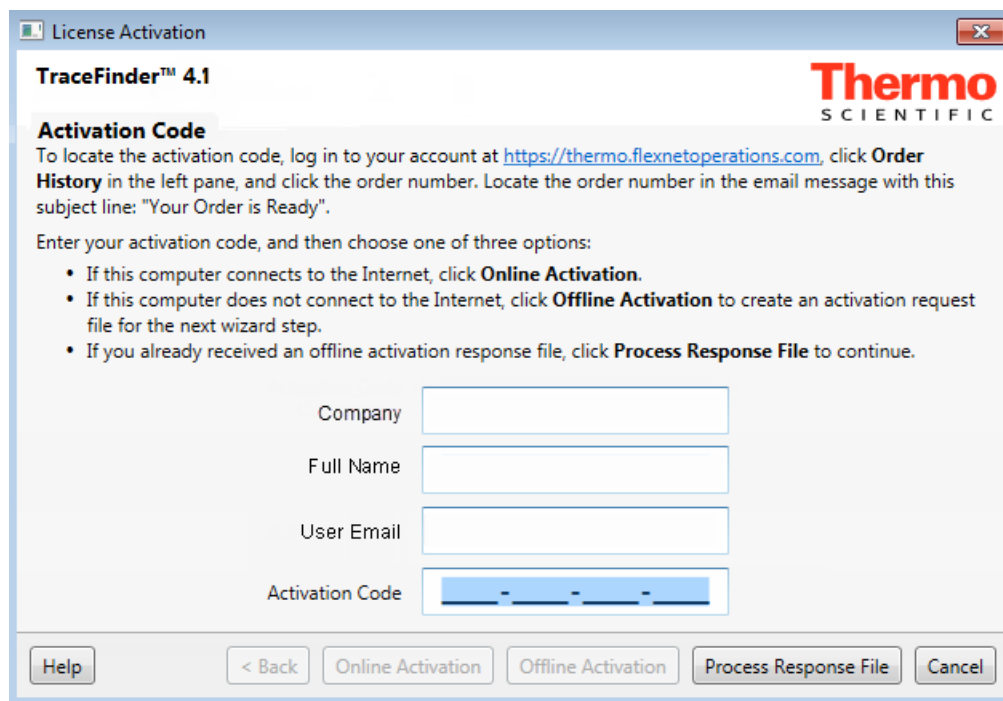 License Activation
TraceFinder™ 4.1
Thermo
SCIENTIFIC
Activation Code
To locate the activation code, log in to your account at https://thermo.flexnetoperations.com, click Order
History in the left pane, and click the order number. Locate the order number in the email message with this
subject line: "Your Order is Ready".
Enter your activation code, and then choose one of three options:
• If this computer connects to the Internet, click Online Activation.
• If this computer does not connect to the Internet, click Offline Activation to create an activation request
file for the next wizard step.
• If you already received an offline activation response file, click Process Response File to continue.
Company
Full Name
User Email
Activation Code ____-____-____-____
Help < Back Online Activation Offline Activation Process Response File Cancel